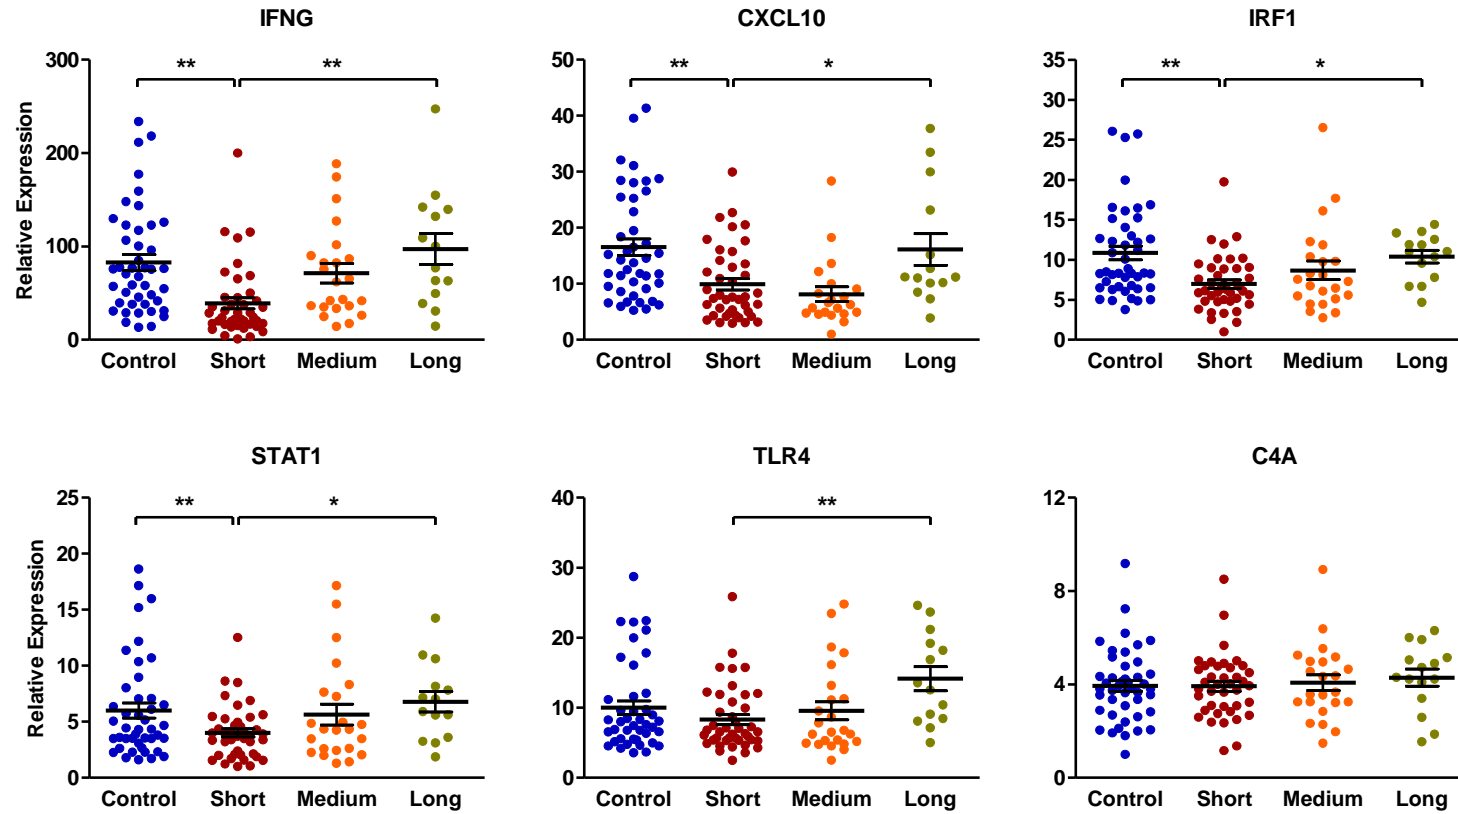 IFNG
CXCL10
IRF1
Relative Expression
300
200
100
0
** **
Control Short Medium Long
50
40
30
20
10
0
** *
Control Short Medium Long
35
30
25
20
15
10
5
0
** *
Control Short Medium Long
STAT1
TLR4
C4A
Relative Expression
25
20
15
10
5
0
** *
Control Short Medium Long
40
30
20
10
0
**
Control Short Medium Long
12
8
4
0
Control Short Medium Long